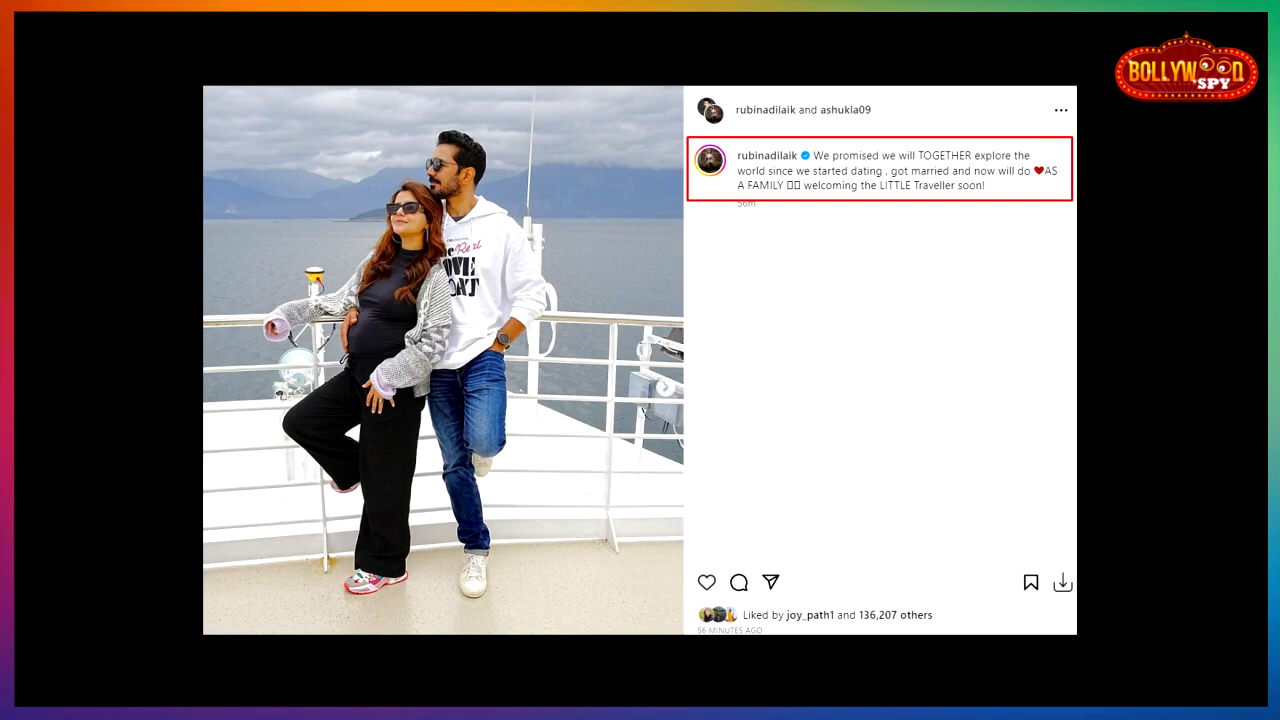 BOLLYWOOD
SPY
rubinadilaik and ashukla09
rubinadilaik We promised we will TOGETHER explore the
world since we started dating , got married and now will do ❤AS
A FAMILY ▯▯ welcoming the LITTLE Traveller soon!
56m
Real
Liked by joy_path1 and 136,207 others
56 MINUTES AGO